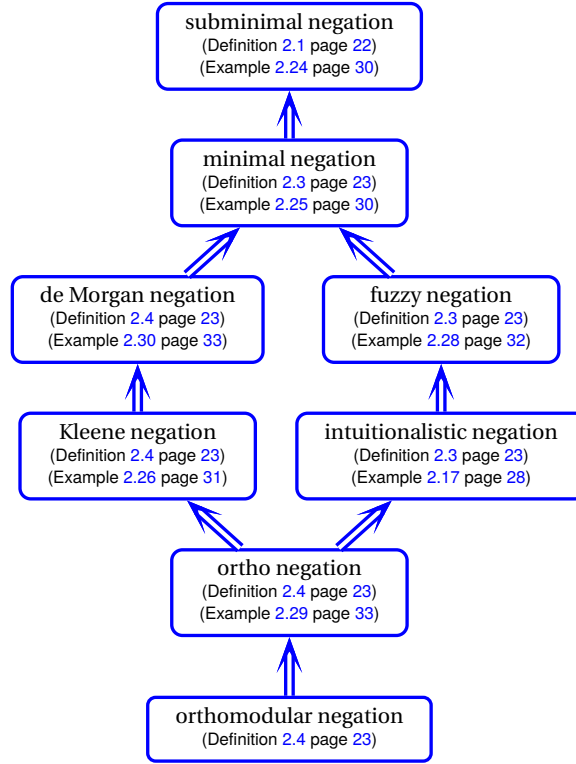 subminimal negation
(Definition 2.1 page 22)
(Example 2.24 page 30)
minimal negation
(Definition 2.3 page 23)
(Example 2.25 page 30)
de Morgan negation
(Definition 2.4 page 23)
(Example 2.30 page 33)
fuzzy negation
(Definition 2.3 page 23)
(Example 2.28 page 32)
Kleene negation
(Definition 2.4 page 23)
(Example 2.26 page 31)
intuitionalistic negation
(Definition 2.3 page 23)
(Example 2.17 page 28)
ortho negation
(Definition 2.4 page 23)
(Example 2.29 page 33)
orthomodular negation
(Definition 2.4 page 23)